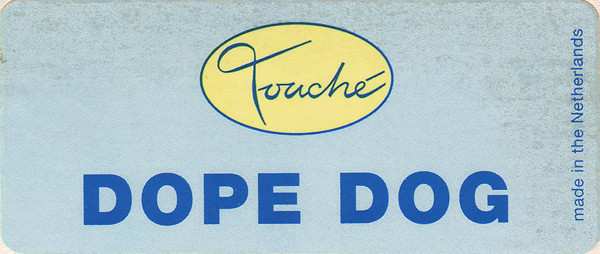 Touché
DOPE DOG
made in the Netherlands